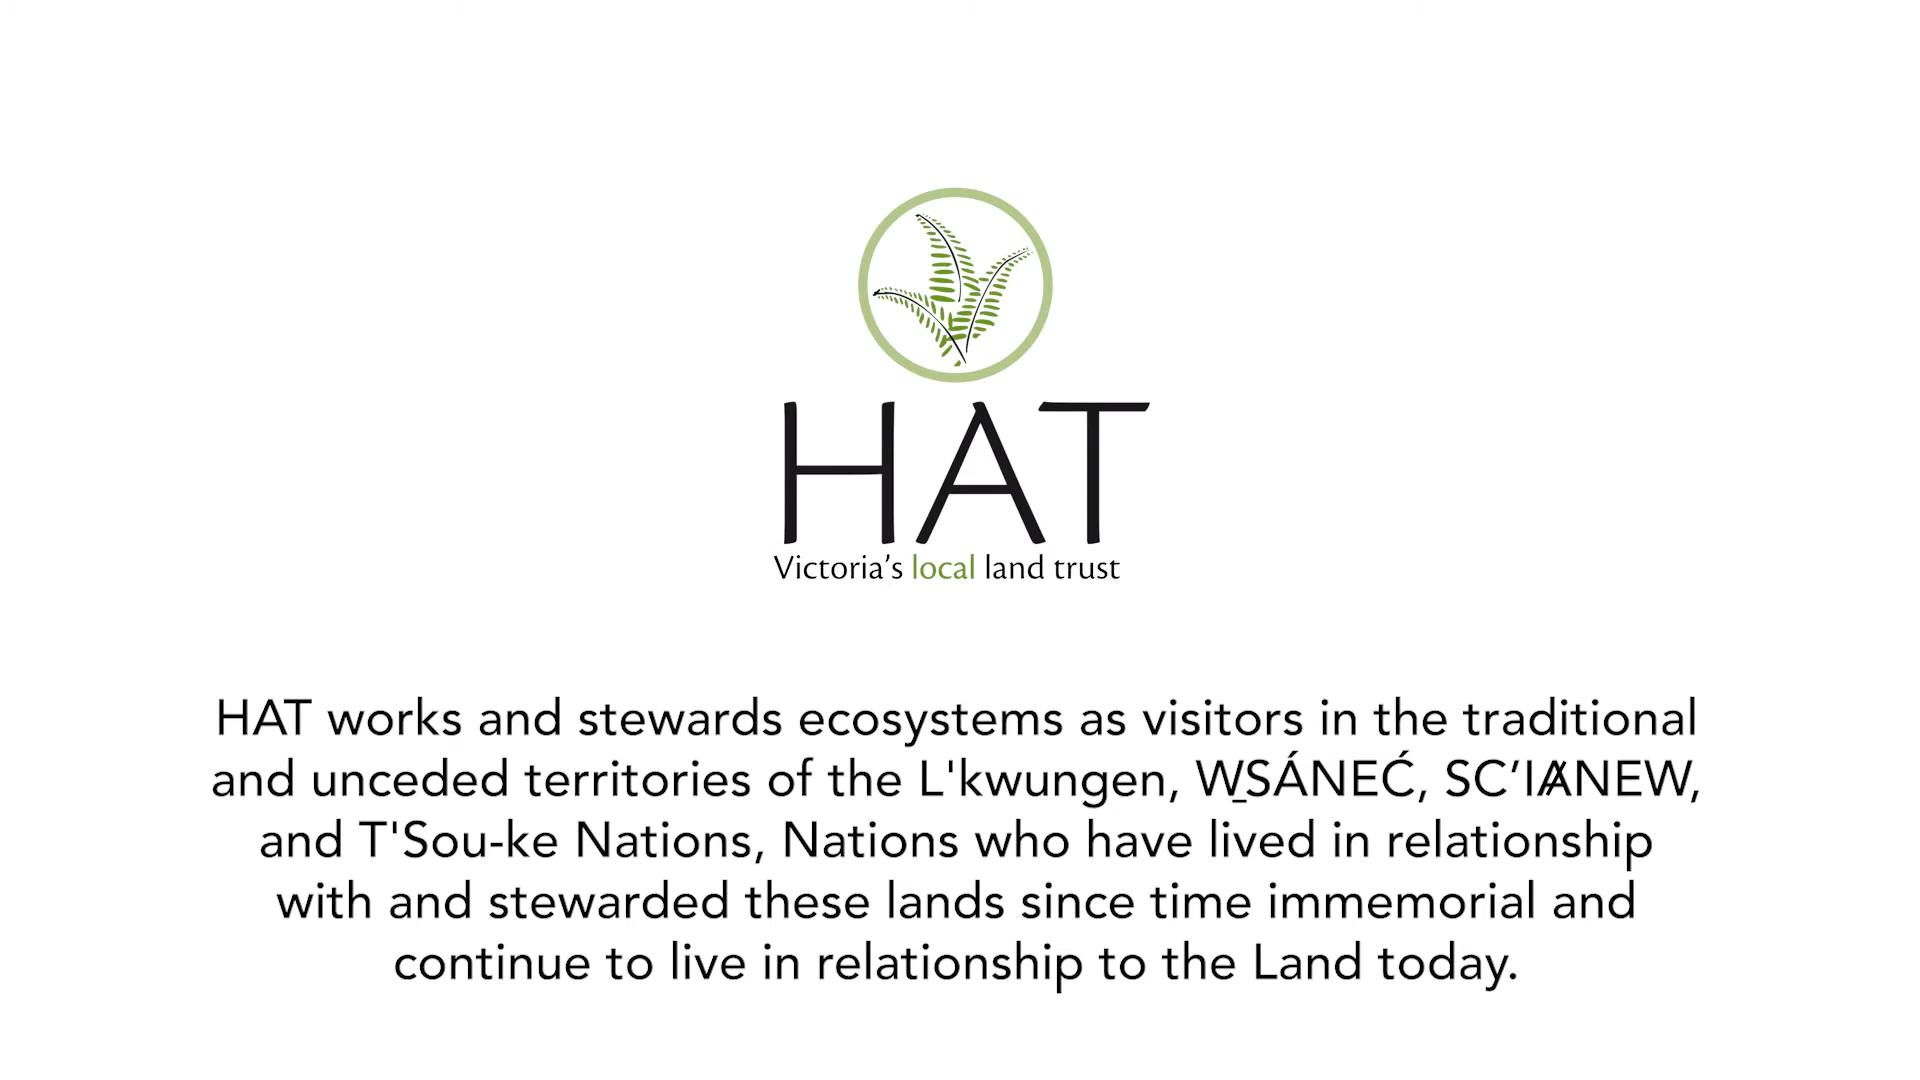 HAT
Victoria’s local land trust
HAT works and stewards ecosystems as visitors in the traditional
and unceded territories of the L'kwungen, W̱SÁNEĆ, SC’IȺNEW,
and T'Sou-ke Nations, Nations who have lived in relationship
with and stewarded these lands since time immemorial and
continue to live in relationship to the Land today.